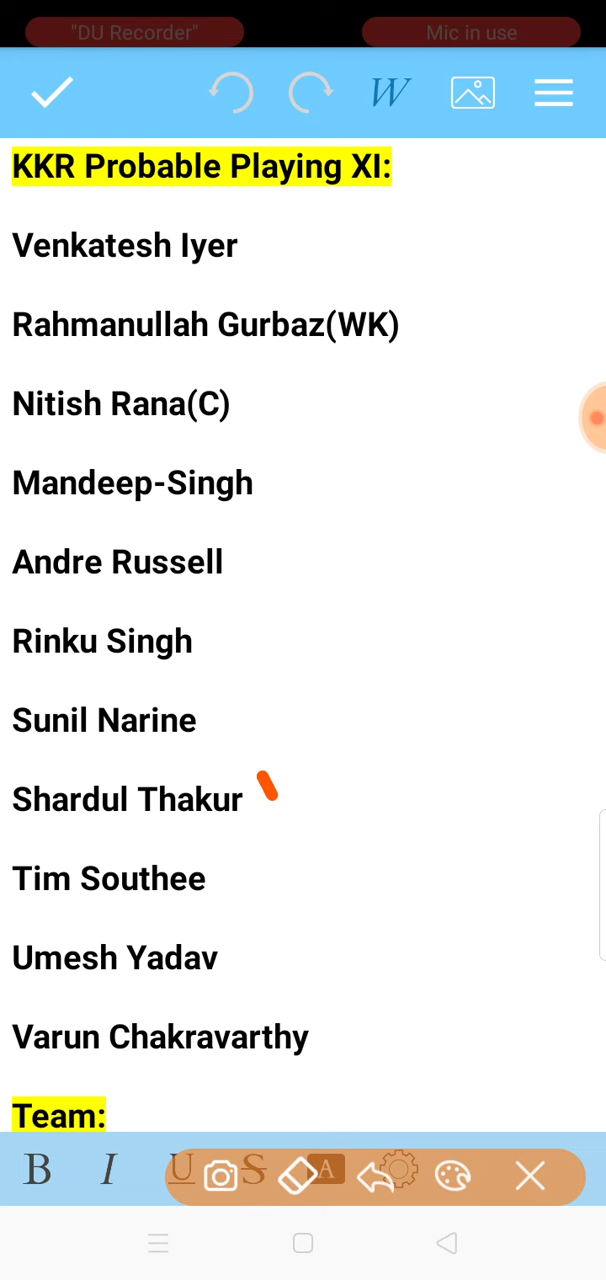 "DU Recorder" Mic in use
W
KKR Probable Playing XI:
Venkatesh Iyer
Rahmanullah Gurbaz(WK)
Nitish Rana(C)
Mandeep-Singh
Andre Russell
Rinku Singh
Sunil Narine
Shardul Thakur
Tim Southee
Umesh Yadav
Varun Chakravarthy
Team:
B I U S A